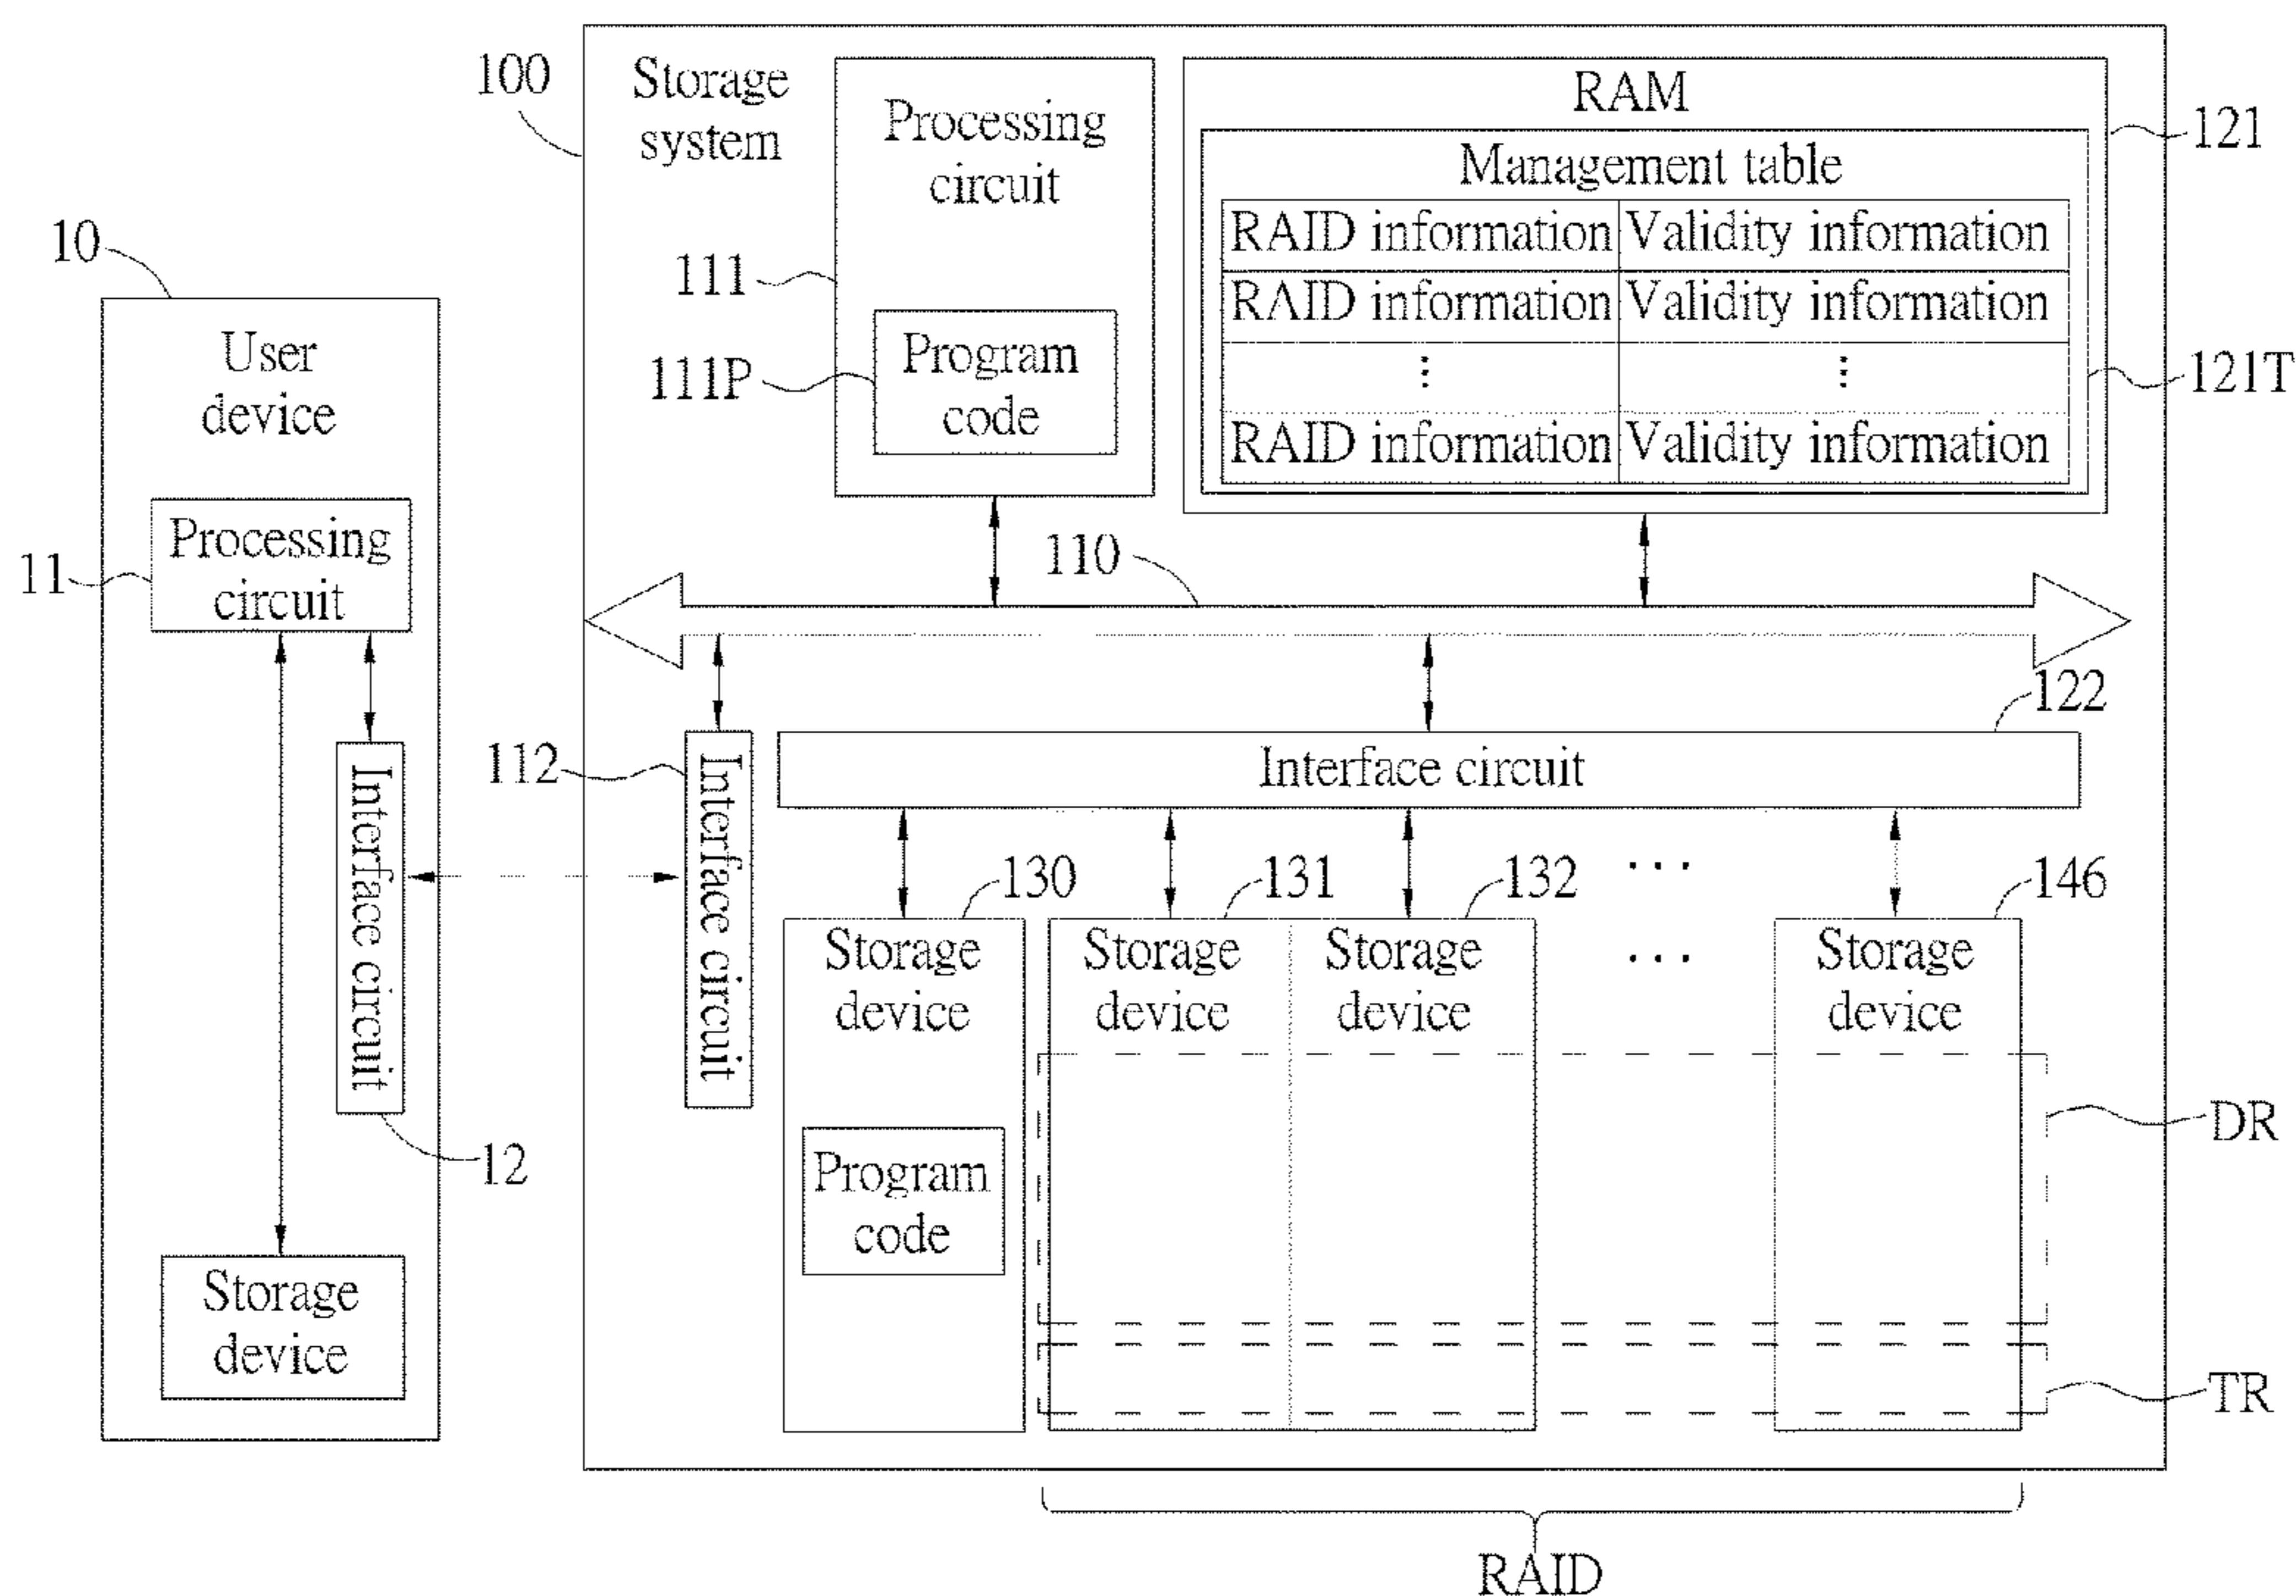 10
User
device
11
Processing
circuit
Interface circuit
12
Storage
device
100
Storage
system
111
Processing
circuit
111P
Program
code
RAM
121
Management table
121T
RAID information Validity information
RAID information Validity information
⋮ ⋮
RAID information Validity information
110
112
Interface circuit
122
Interface circuit
130
131
132
...
146
Storage
device
Program
code
Storage
device
Storage
device
...
Storage
device
DR
TR
RAID